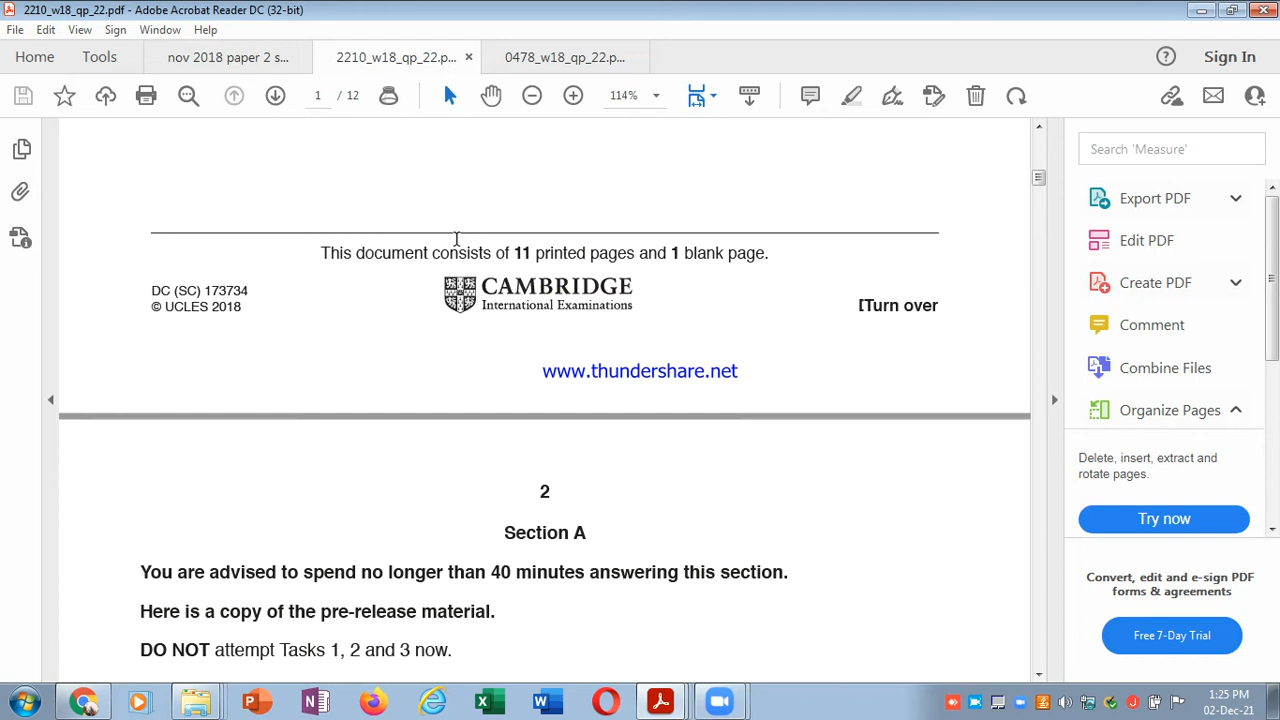 2210_w18_qp_22.pdf - Adobe Acrobat Reader DC (32-bit)
File Edit View Sign Window Help
Home Tools nov 2018 paper 2 s... 2210_w18_qp_22.p... × 0478_w18_qp_22.p... Sign In
1 / 12 114%
Search 'Measure'
Export PDF
Edit PDF
Create PDF
Comment
Combine Files
Organize Pages
Delete, insert, extract and
rotate pages.
Try now
Convert, edit and e-sign PDF
forms & agreements
Free 7-Day Trial
This document consists of 11 printed pages and 1 blank page.
DC (SC) 173734
© UCLES 2018
CAMBRIDGE
International Examinations
[Turn over
www.thundershare.net
2
Section A
You are advised to spend no longer than 40 minutes answering this section.
Here is a copy of the pre-release material.
DO NOT attempt Tasks 1, 2 and 3 now.
1:25 PM
02-Dec-21